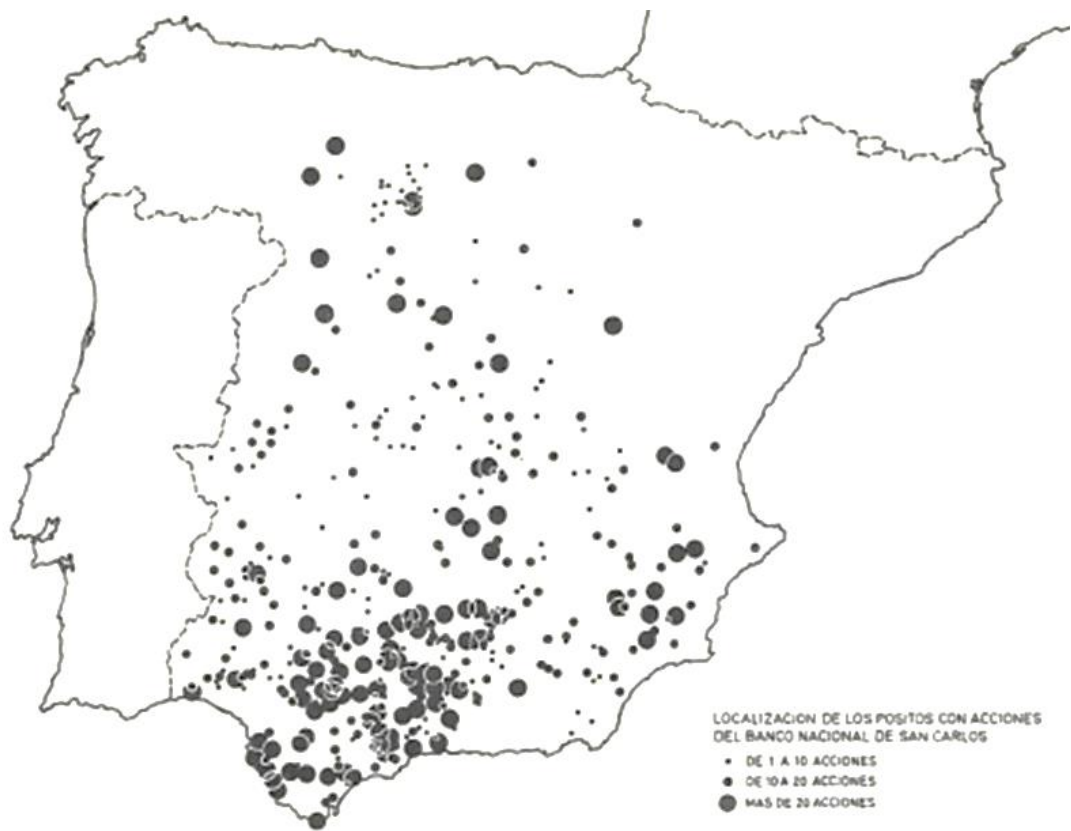 LOCALIZACION DE LOS POSITOS CON ACCIONES
DEL BANCO NACIONAL DE SAN CARLOS
DE 1 A 10 ACCIONES
DE 10 A 20 ACCIONES
MAS DE 20 ACCIONES